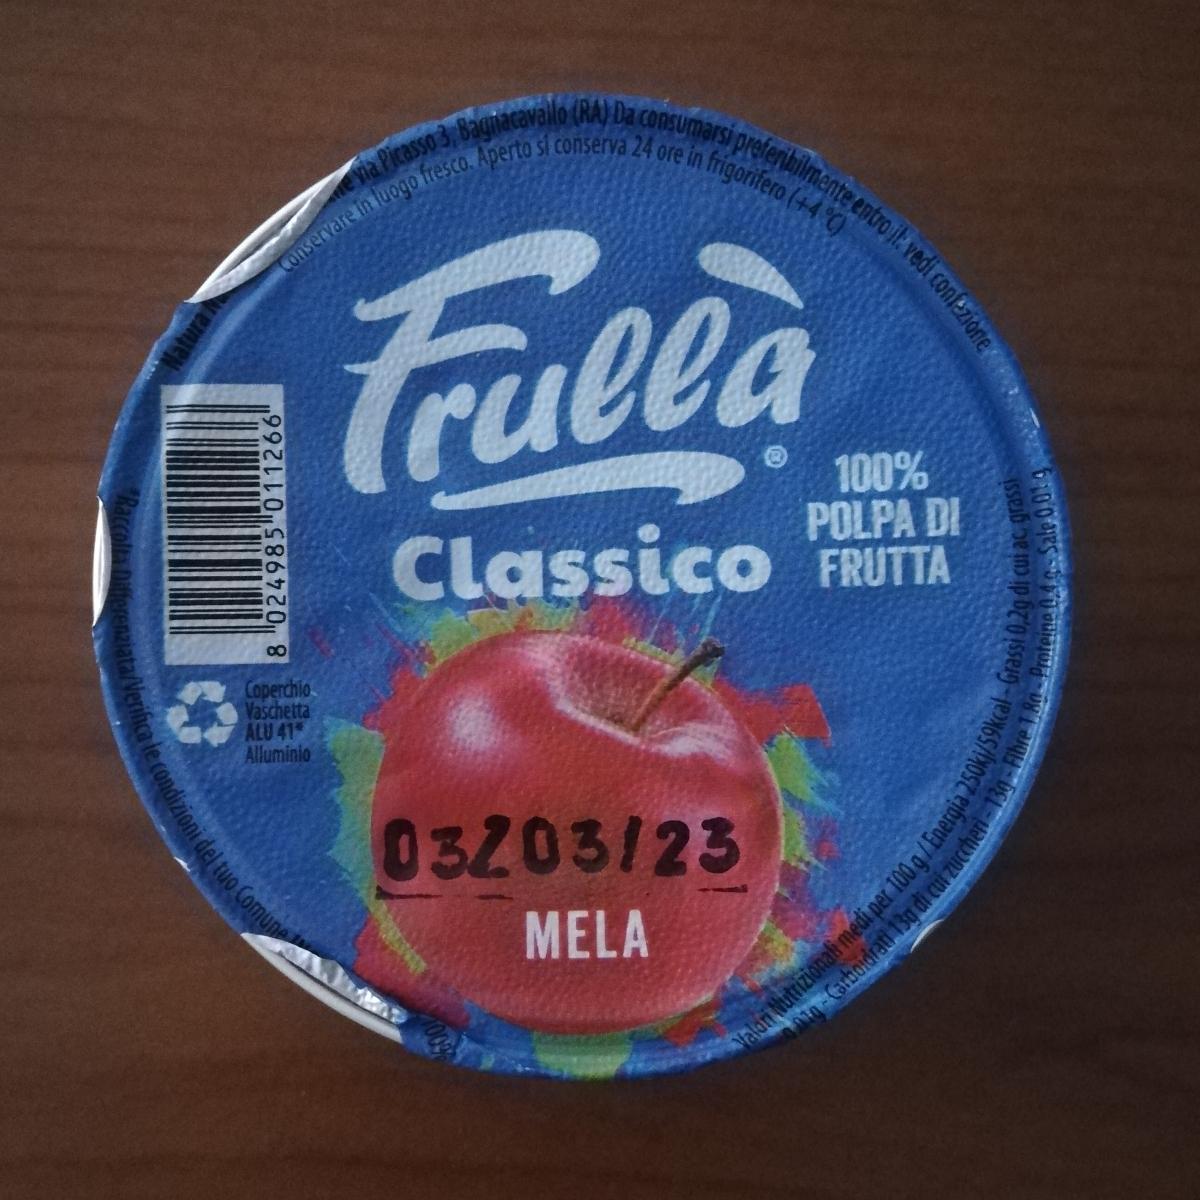 via Picasso 3, Bagnacavallo (RA) Da consumarsi preferibilmente entro il: vedi confezione
Conservare in luogo fresco. Aperto si conserva 24 ore in frigorifero (+4 °C)
Frullà®
Classico
100%
POLPA DI
FRUTTA
8 024985 011266
Coperchio
Vaschetta
ALU 41*
Alluminio
*Raccolta Differenziata/Verifica le condizioni del tuo Comune
03/03/23
MELA
Valori Nutrizionali medi per 100 g / Energia 250kJ/59kcal - Grassi 0,2g di cui ac. grassi
0,01g - Carboidrati 13g di cui zuccheri - 13g - Fibre 1,8g - Proteine 0,4 g - Sale 0,01 g